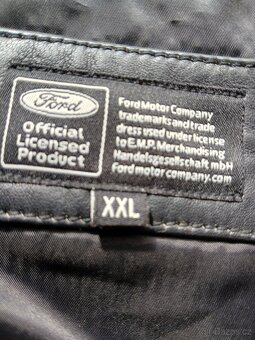 Ford
Official
Licensed
Product
Ford Motor Company
trademarks and trade
dress used under license
to E.M.P. Merchandising
Handelsgesellschaft mbH
Fordmotorcompany.com
XXL